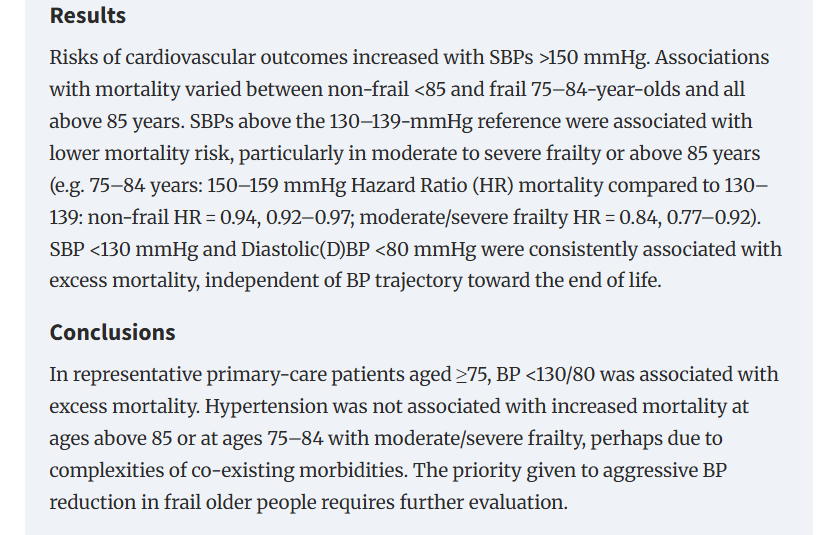 Results
Risks of cardiovascular outcomes increased with SBPs >150 mmHg. Associations
with mortality varied between non-frail <85 and frail 75–84-year-olds and all
above 85 years. SBPs above the 130–139-mmHg reference were associated with
lower mortality risk, particularly in moderate to severe frailty or above 85 years
(e.g. 75–84 years: 150–159 mmHg Hazard Ratio (HR) mortality compared to 130–
139: non-frail HR = 0.94, 0.92–0.97; moderate/severe frailty HR = 0.84, 0.77–0.92).
SBP <130 mmHg and Diastolic(D)BP <80 mmHg were consistently associated with
excess mortality, independent of BP trajectory toward the end of life.
Conclusions
In representative primary-care patients aged ≥75, BP <130/80 was associated with
excess mortality. Hypertension was not associated with increased mortality at
ages above 85 or at ages 75–84 with moderate/severe frailty, perhaps due to
complexities of co-existing morbidities. The priority given to aggressive BP
reduction in frail older people requires further evaluation.